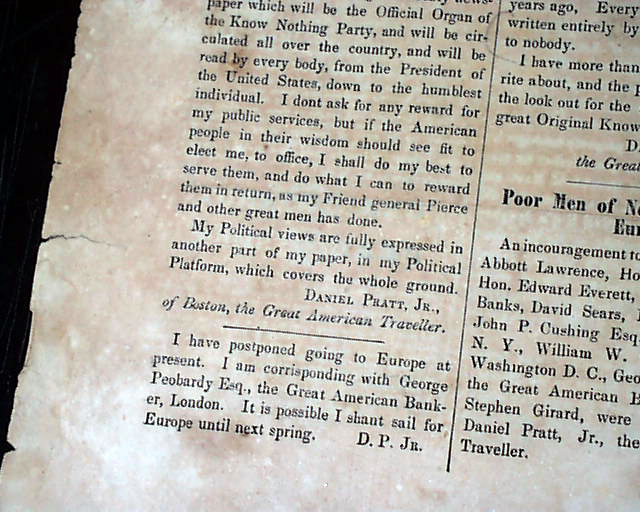 paper which will be the Official Organ of
the Know Nothing Party, and will be cir-
culated all over the country, and will be
read by every body, from the President of
the United States, down to the humblest
individual. I dont ask for any reward for
my public services, but if the American
people in their wisdom should see fit to
elect me, to office, I shall do my best to
serve them, and do what I can to reward
them in return, as my Friend general Pierce
and other great men has done.
My Political views are fully expressed in
another part of my paper, in my Political
Platform, which covers the whole ground.
DANIEL PRATT, JR.,
of Boston, the Great American Traveller.
I have postponed going to Europe at
present. I am corrisponding with George
Peobardy Esq., the Great American Bank-
er, London. It is possible I shant sail for
Europe until next spring. D. P. JR.
years ago, Every
written entirely by
to nobody.
I have more than
rite about, and the p
the look out for the
great Original Know
D.
the Great
Poor Men of Ne
Eur
An incouragement to
Abbott Lawrence, Ho
Hon. Edward Everett,
Banks, David Sears,
John P. Cushing Esq.
N. Y., William W.
Washington D. C., Geo
the Great American B
Stephen Girard, were
Daniel Pratt, Jr., the
Traveller.